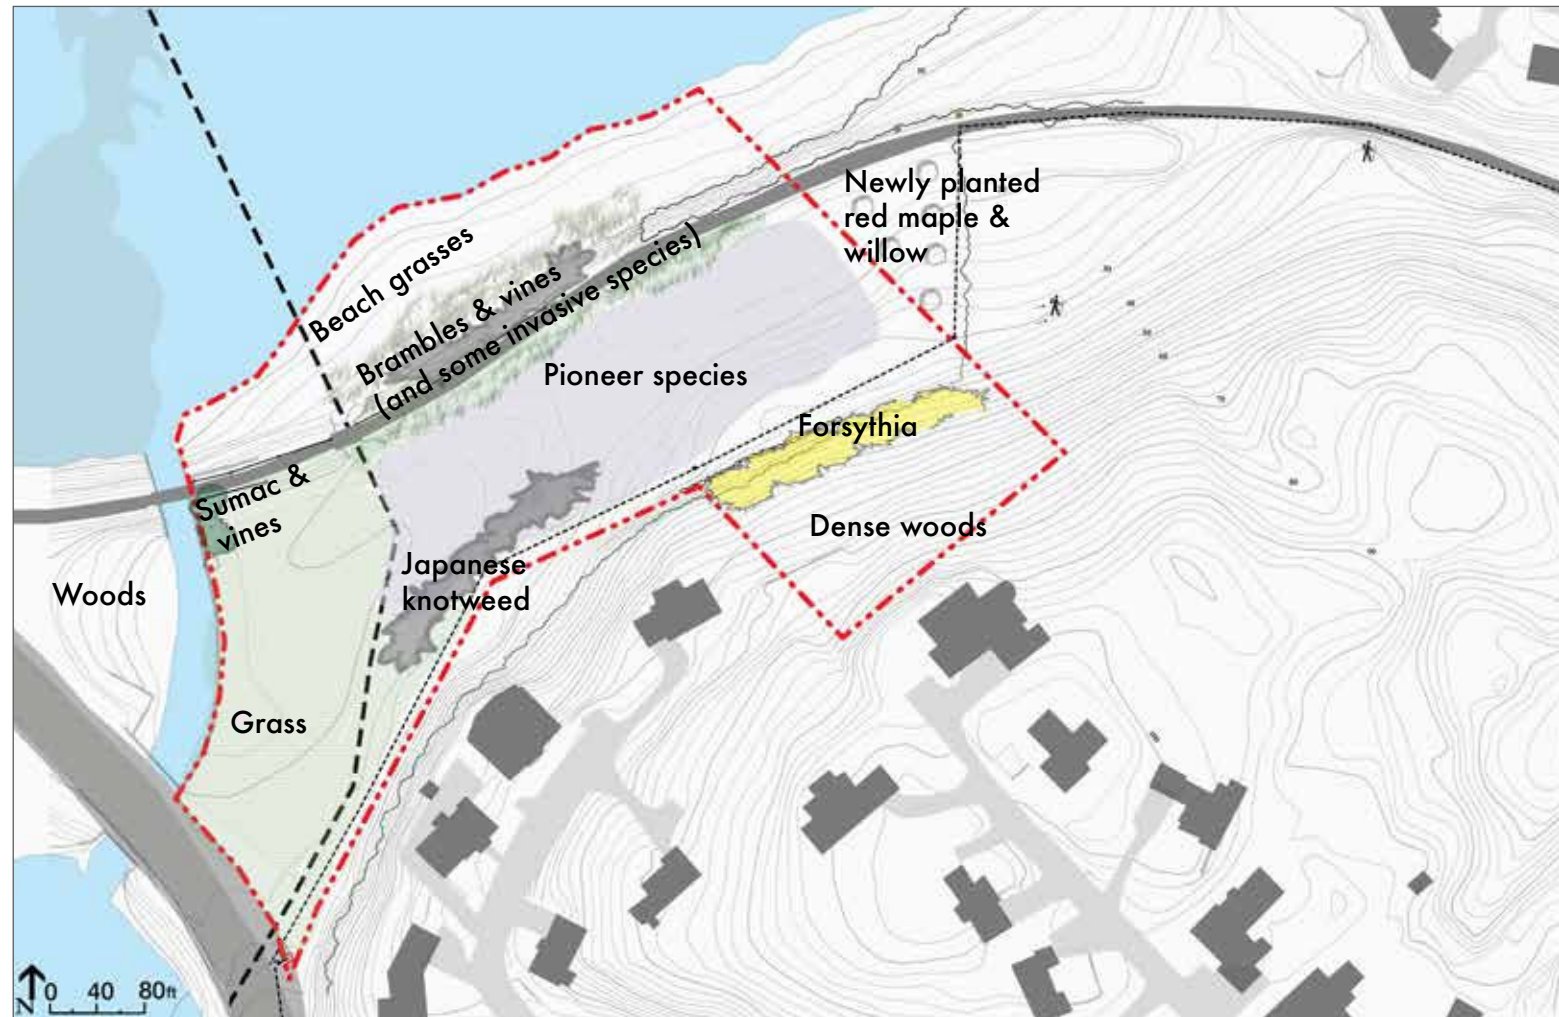 Newly planted
red maple &
willow
Beach grasses
Brambles & vines
(and some invasive species)
Pioneer species
Forsythia
Sumac &
vines
Dense woods
Japanese
knotweed
Woods
Grass
N 0 40 80ft